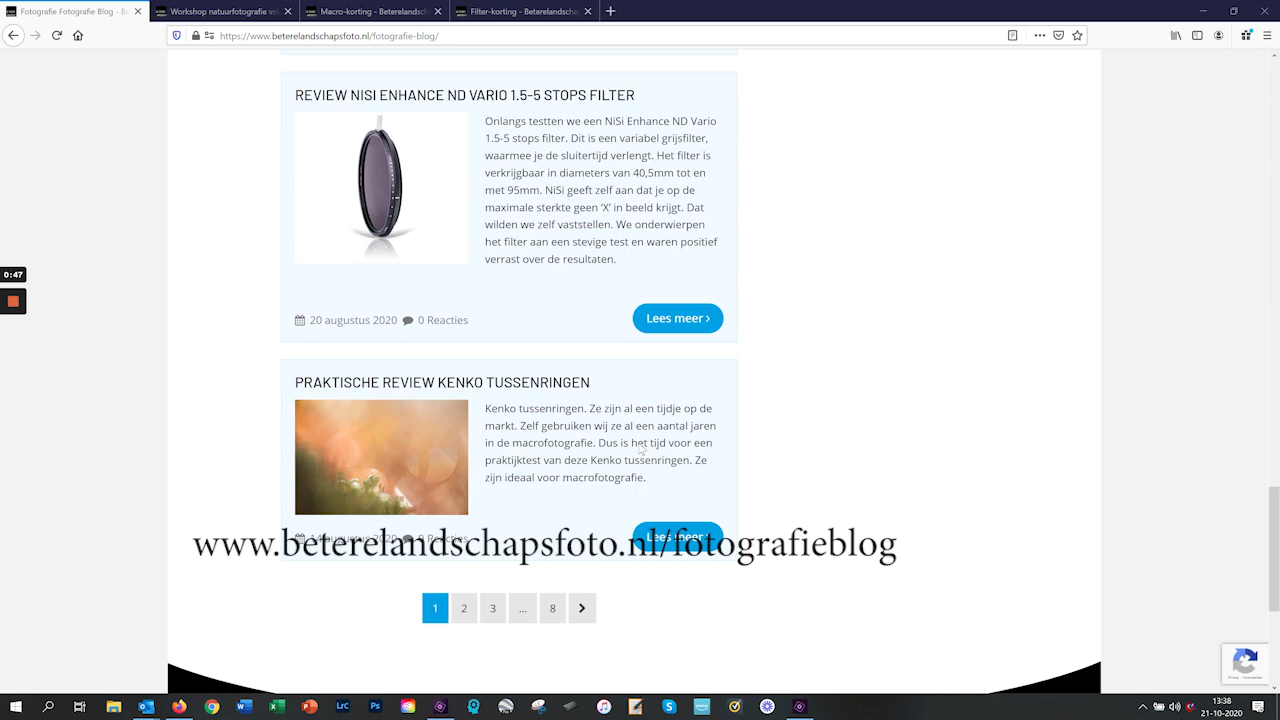 Fotografie Fotografie Blog - Be
Workshop natuurfotografie vo
Macro-korting - Beterelandsch
Filter-korting - Beterelandscha
https://www.beterelandschapsfoto.nl/fotografie-blog/
REVIEW NISI ENHANCE ND VARIO 1.5-5 STOPS FILTER
Onlangs testten we een NiSi Enhance ND Vario
1.5-5 stops filter. Dit is een variabel grijsfilter,
waarmee je de sluitertijd verlengt. Het filter is
verkrijgbaar in diameters van 40,5mm tot en
met 95mm. NiSi geeft zelf aan dat je op de
maximale sterkte geen ‘X’ in beeld krijgt. Dat
wilden we zelf vaststellen. We onderwierpen
het filter aan een stevige test en waren positief
verrast over de resultaten.
0:47
20 augustus 2020 0 Reacties
Lees meer ›
PRAKTISCHE REVIEW KENKO TUSSENRINGEN
Kenko tussenringen. Ze zijn al een tijdje op de
markt. Zelf gebruiken wij ze al een aantal jaren
in de macrofotografie. Dus is het tijd voor een
praktijktest van deze Kenko tussenringen. Ze
zijn ideaal voor macrofotografie.
14 augustus 2020 0 Reacties
Lees meer ›
www.beterelandschapsfoto.nl/fotografieblog
1 2 3 ... 8
13:38
21-10-2020